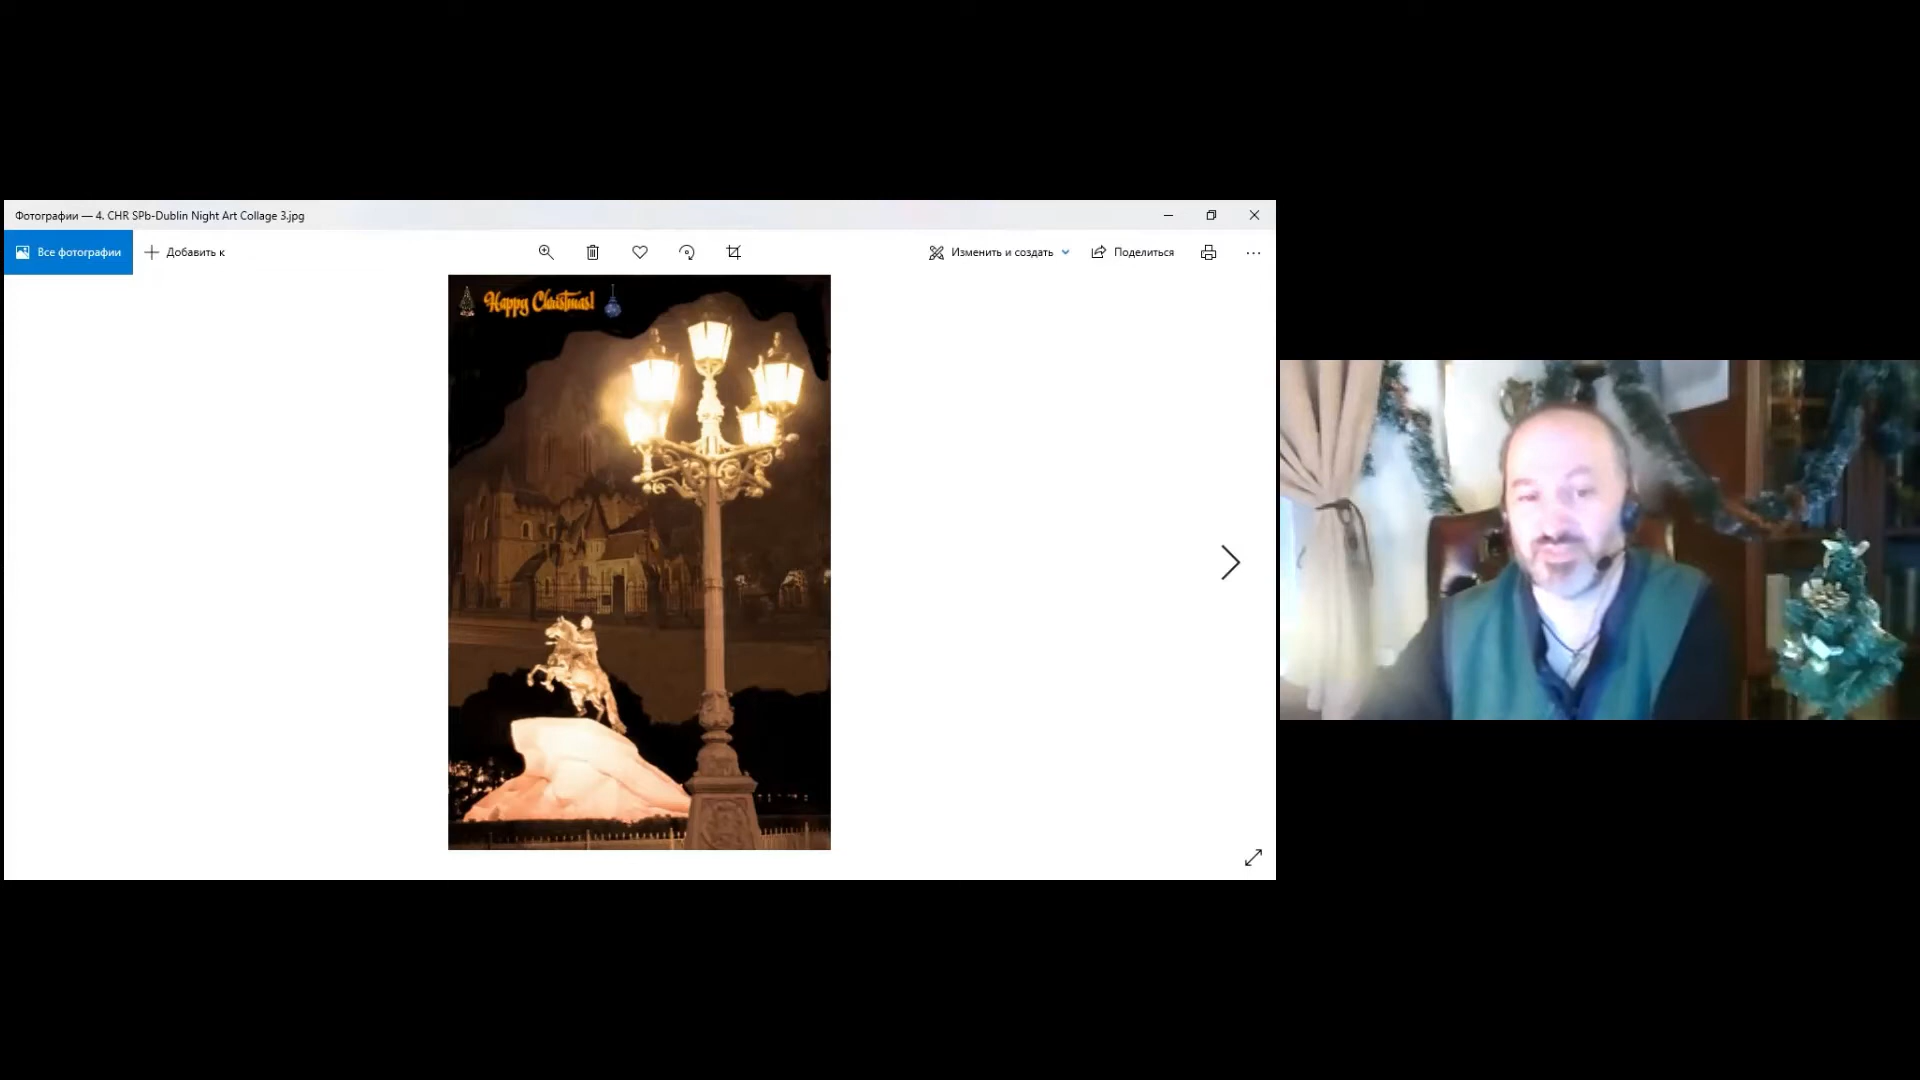 Фотографии — 4. CHR SPb-Dublin Night Art Collage 3.jpg
Все фотографии
Добавить к
Изменить и создать
Поделиться
Happy Christmas!